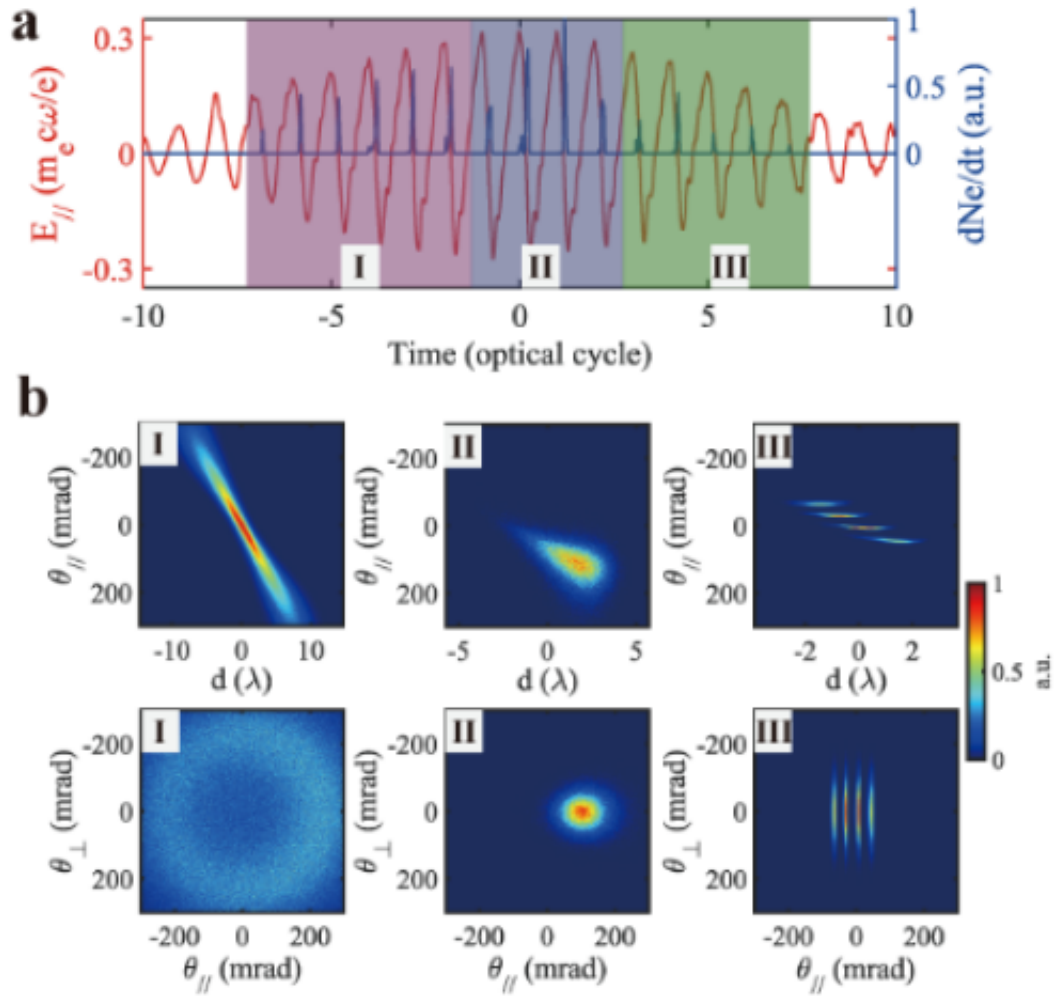 a
0.3
0
-0.3
E// (me cω/e)
1
0.5
0
dNe/dt (a.u.)
I
II
III
-10
-5
0
5
10
Time (optical cycle)
b
I
II
III
-200
0
200
θ// (mrad)
-200
0
200
θ// (mrad)
-200
0
200
θ// (mrad)
-10 0 10
-5 0 5
-2 0 2
d (λ)
d (λ)
d (λ)
1
0.5
0
a.u.
I
II
III
-200
0
200
θ⊥ (mrad)
-200
0
200
θ⊥ (mrad)
-200
0
200
θ⊥ (mrad)
-200 0 200
-200 0 200
-200 0 200
θ// (mrad)
θ// (mrad)
θ// (mrad)